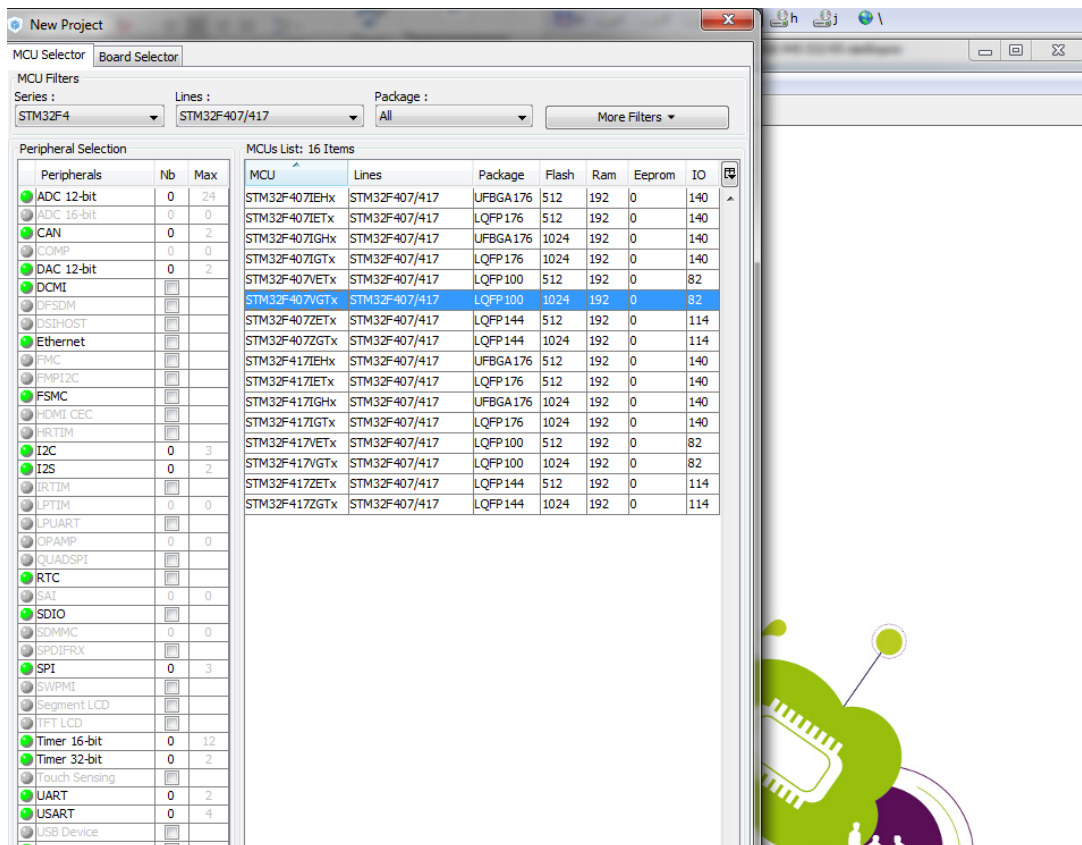 New Project
h j \
MCU Selector Board Selector
MCU Filters
Series : Lines : Package :
STM32F4 STM32F407/417 All More Filters
Peripheral Selection MCUs List: 16 Items
Peripherals Nb Max MCU Lines Package Flash Ram Eeprom IO
ADC 12-bit 0 24 STM32F407IEHx STM32F407/417 UFBGA176 512 192 0 140
ADC 16-bit 0 0 STM32F407IETx STM32F407/417 LQFP176 512 192 0 140
CAN 0 2 STM32F407IGHx STM32F407/417 UFBGA176 1024 192 0 140
COMP 0 0 STM32F407IGTx STM32F407/417 LQFP176 1024 192 0 140
DAC 12-bit 0 2 STM32F407VETx STM32F407/417 LQFP100 512 192 0 82
DCMI STM32F407VGTx STM32F407/417 LQFP100 1024 192 0 82
DFSDM STM32F407ZETx STM32F407/417 LQFP144 512 192 0 114
DSIHOST STM32F407ZGTx STM32F407/417 LQFP144 1024 192 0 114
Ethernet STM32F417IEHx STM32F407/417 UFBGA176 512 192 0 140
FMC STM32F417IETx STM32F407/417 LQFP176 512 192 0 140
FMPI2C STM32F417IGHx STM32F407/417 UFBGA176 1024 192 0 140
FSMC STM32F417IGTx STM32F407/417 LQFP176 1024 192 0 140
HDMI CEC STM32F417VETx STM32F407/417 LQFP100 512 192 0 82
HRTIM STM32F417VGTx STM32F407/417 LQFP100 1024 192 0 82
I2C 0 3 STM32F417ZETx STM32F407/417 LQFP144 512 192 0 114
I2S 0 2 STM32F417ZGTx STM32F407/417 LQFP144 1024 192 0 114
IRTIM
LPTIM 0 0
LPUART
OPAMP 0 0
QUADSPI
RTC
SAI 0 0
SDIO
SDMMC 0 0
SPDIFRX
SPI 0 3
SWPMI
Segment LCD
TFT LCD
Timer 16-bit 0 12
Timer 32-bit 0 2
Touch Sensing
UART 0 2
USART 0 4
USB Device